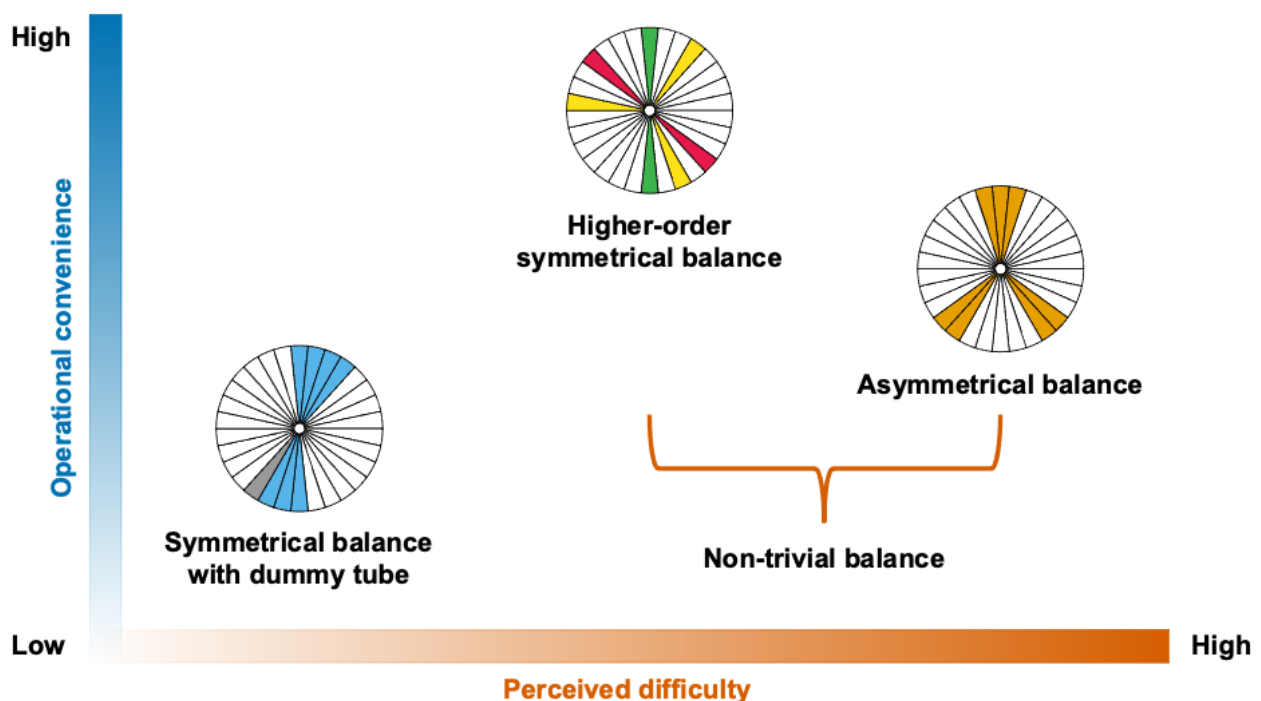 High
Operational convenience
Higher-order
symmetrical balance
Asymmetrical balance
Symmetrical balance
with dummy tube
Non-trivial balance
Low
High
Perceived difficulty